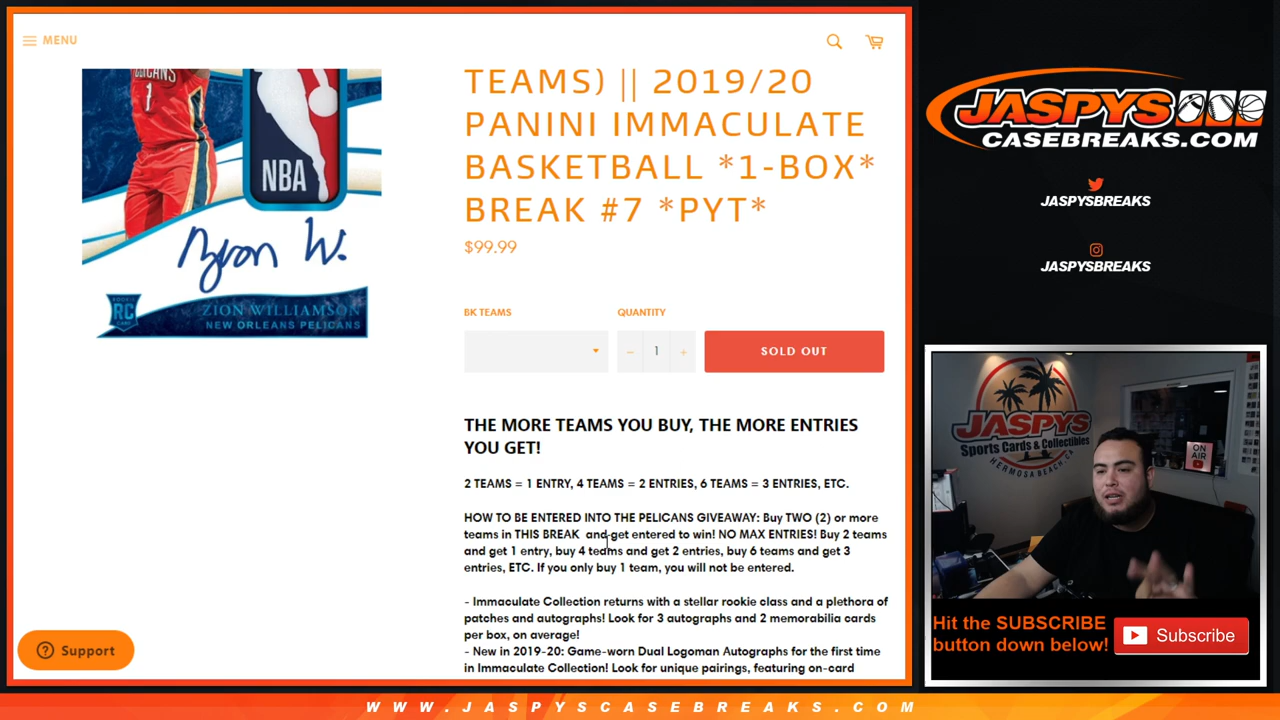 MENU
TEAMS) || 2019/20
PANINI IMMACULATE
BASKETBALL *1-BOX*
BREAK #7 *PYT*
$99.99
BK TEAMS
QUANTITY
1
SOLD OUT
THE MORE TEAMS YOU BUY, THE MORE ENTRIES
YOU GET!
2 TEAMS = 1 ENTRY, 4 TEAMS = 2 ENTRIES, 6 TEAMS = 3 ENTRIES, ETC.
HOW TO BE ENTERED INTO THE PELICANS GIVEAWAY: Buy TWO (2) or more
teams in THIS BREAK and get entered to win! NO MAX ENTRIES! Buy 2 teams
and get 1 entry, buy 4 teams and get 2 entries, buy 6 teams and get 3
entries, ETC. If you only buy 1 team, you will not be entered.
- Immaculate Collection returns with a stellar rookie class and a plethora of
patches and autographs! Look for 3 autographs and 2 memorabilia cards
per box, on average!
- New in 2019-20: Game-worn Dual Logoman Autographs for the first time
in Immaculate Collection! Look for unique pairings, featuring on-card
1
NBA
RC
ZION WILLIAMSON
NEW ORLEANS PELICANS
Support
JASPYS
CASEBREAKS.COM
JASPYSBREAKS
JASPYSBREAKS
JASPYS
Sports Cards & Collectibles
HERMOSA BEACH, CA
ON
AIR
Hit the SUBSCRIBE
button down below!
Subscribe
WWW.JASPYSCASEBREAKS.COM